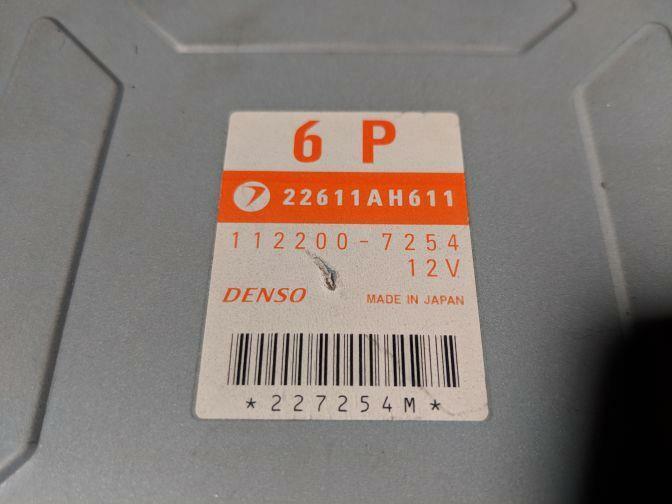 6 P
22611AH611
112200-7254
12V
DENSO MADE IN JAPAN
*227254M*